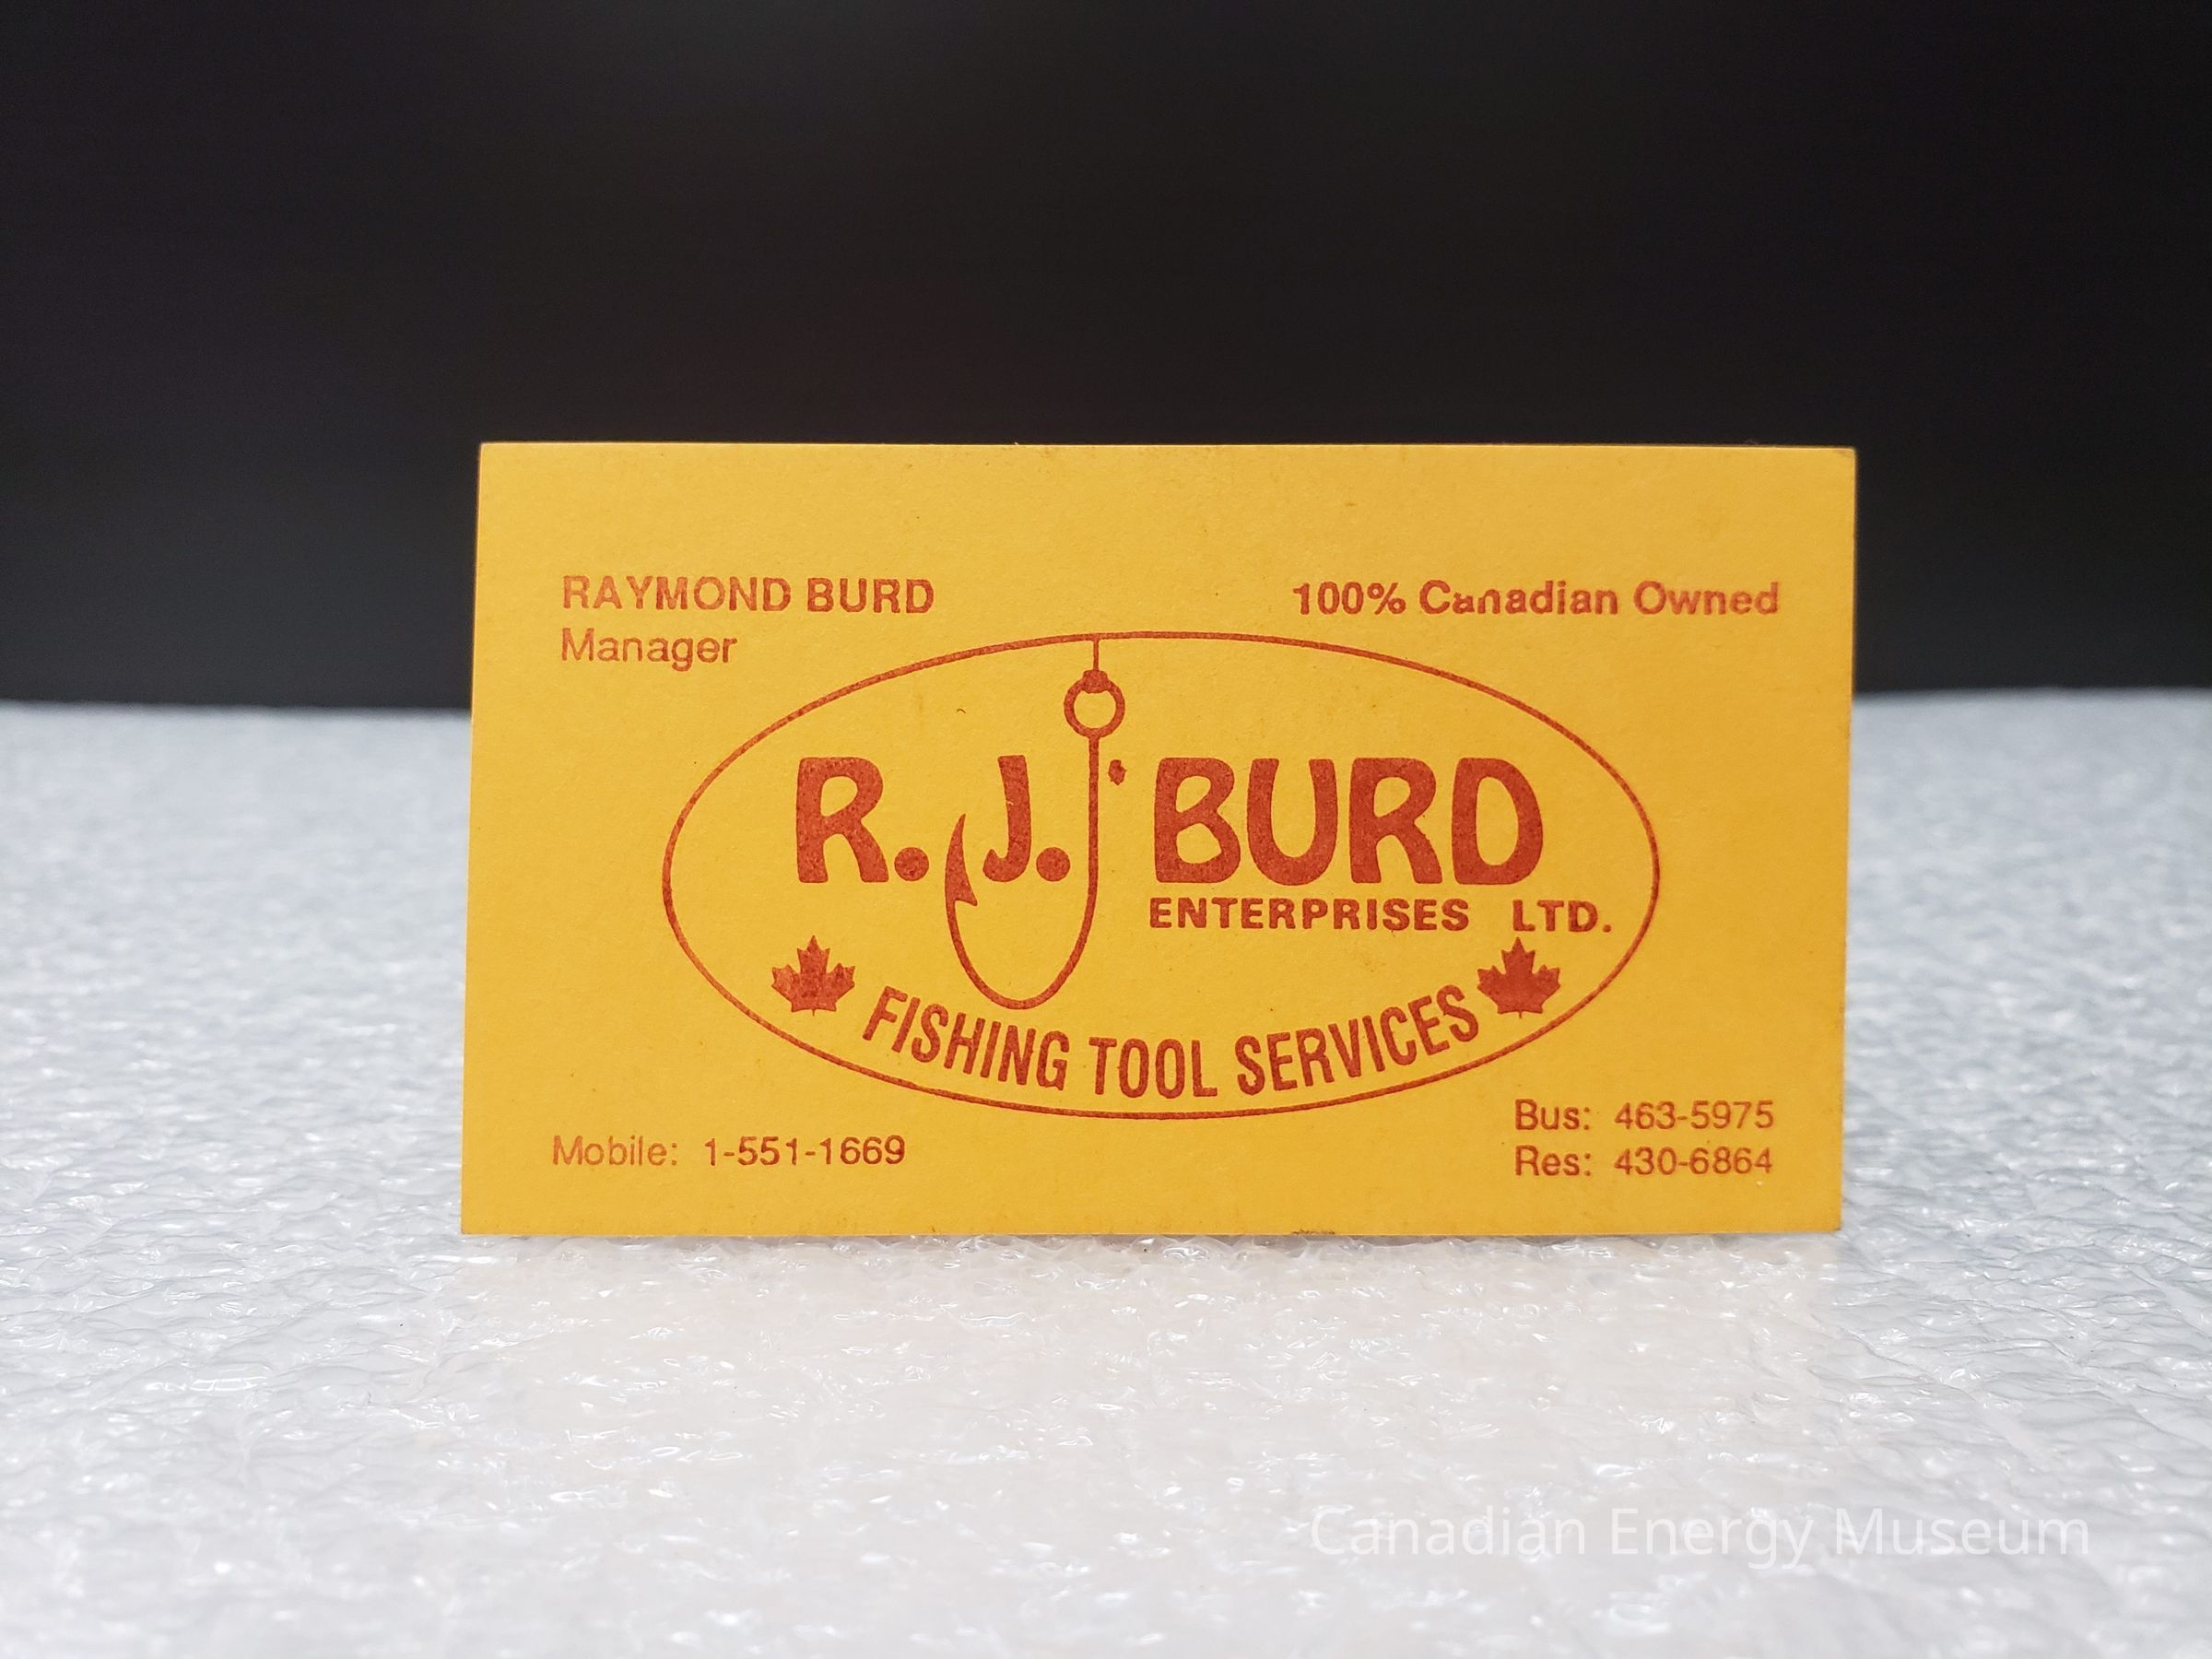 RAYMOND BURD
Manager
100% Canadian Owned
R. J. BURD
ENTERPRISES LTD.
FISHING TOOL SERVICES
Mobile: 1-551-1669
Bus: 463-5975
Res: 430-6864
Canadian Energy Museum